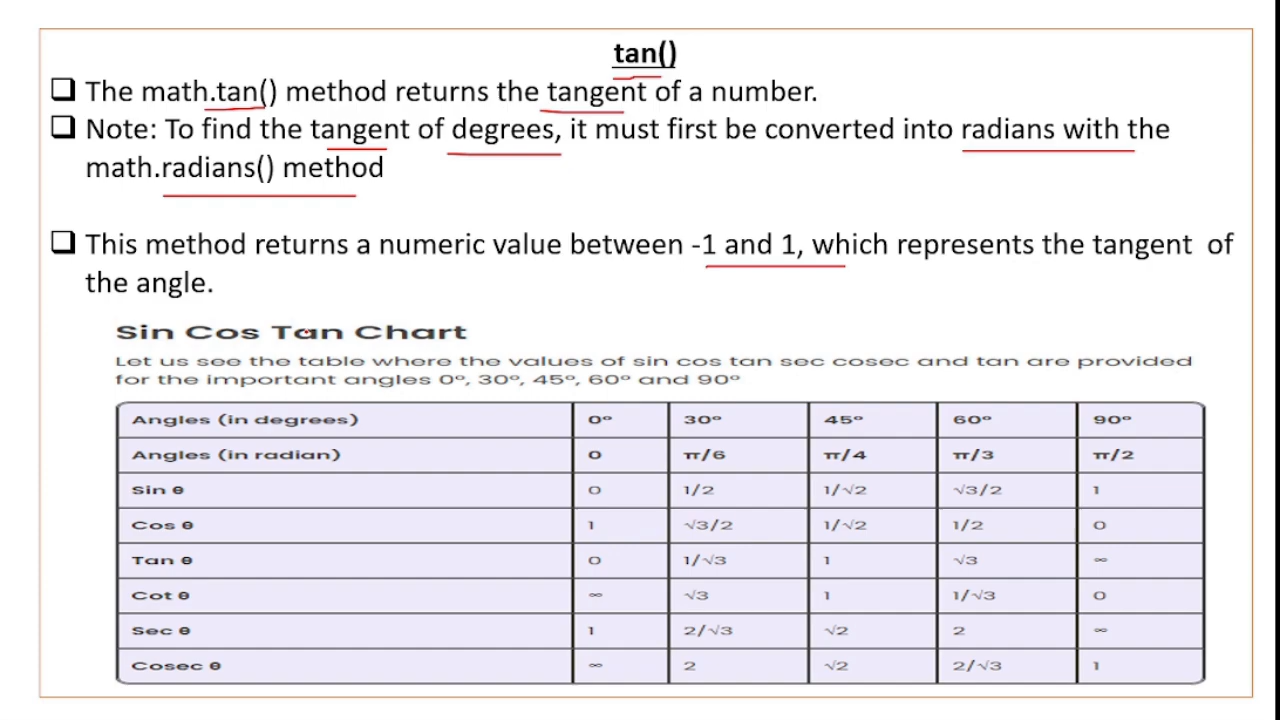 tan()
❑ The math.tan() method returns the tangent of a number.
❑ Note: To find the tangent of degrees, it must first be converted into radians with the
math.radians() method
❑ This method returns a numeric value between -1 and 1, which represents the tangent of
the angle.
Sin Cos Tan Chart
Let us see the table where the values of sin cos tan sec cosec and tan are provided
for the important angles 0°, 30°, 45°, 60° and 90°
Angles (in degrees) 0° 30° 45° 60° 90°
Angles (in radian) 0 π/6 π/4 π/3 π/2
Sin θ 0 1/2 1/√2 √3/2 1
Cos θ 1 √3/2 1/√2 1/2 0
Tan θ 0 1/√3 1 √3 ∞
Cot θ ∞ √3 1 1/√3 0
Sec θ 1 2/√3 √2 2 ∞
Cosec θ ∞ 2 √2 2/√3 1